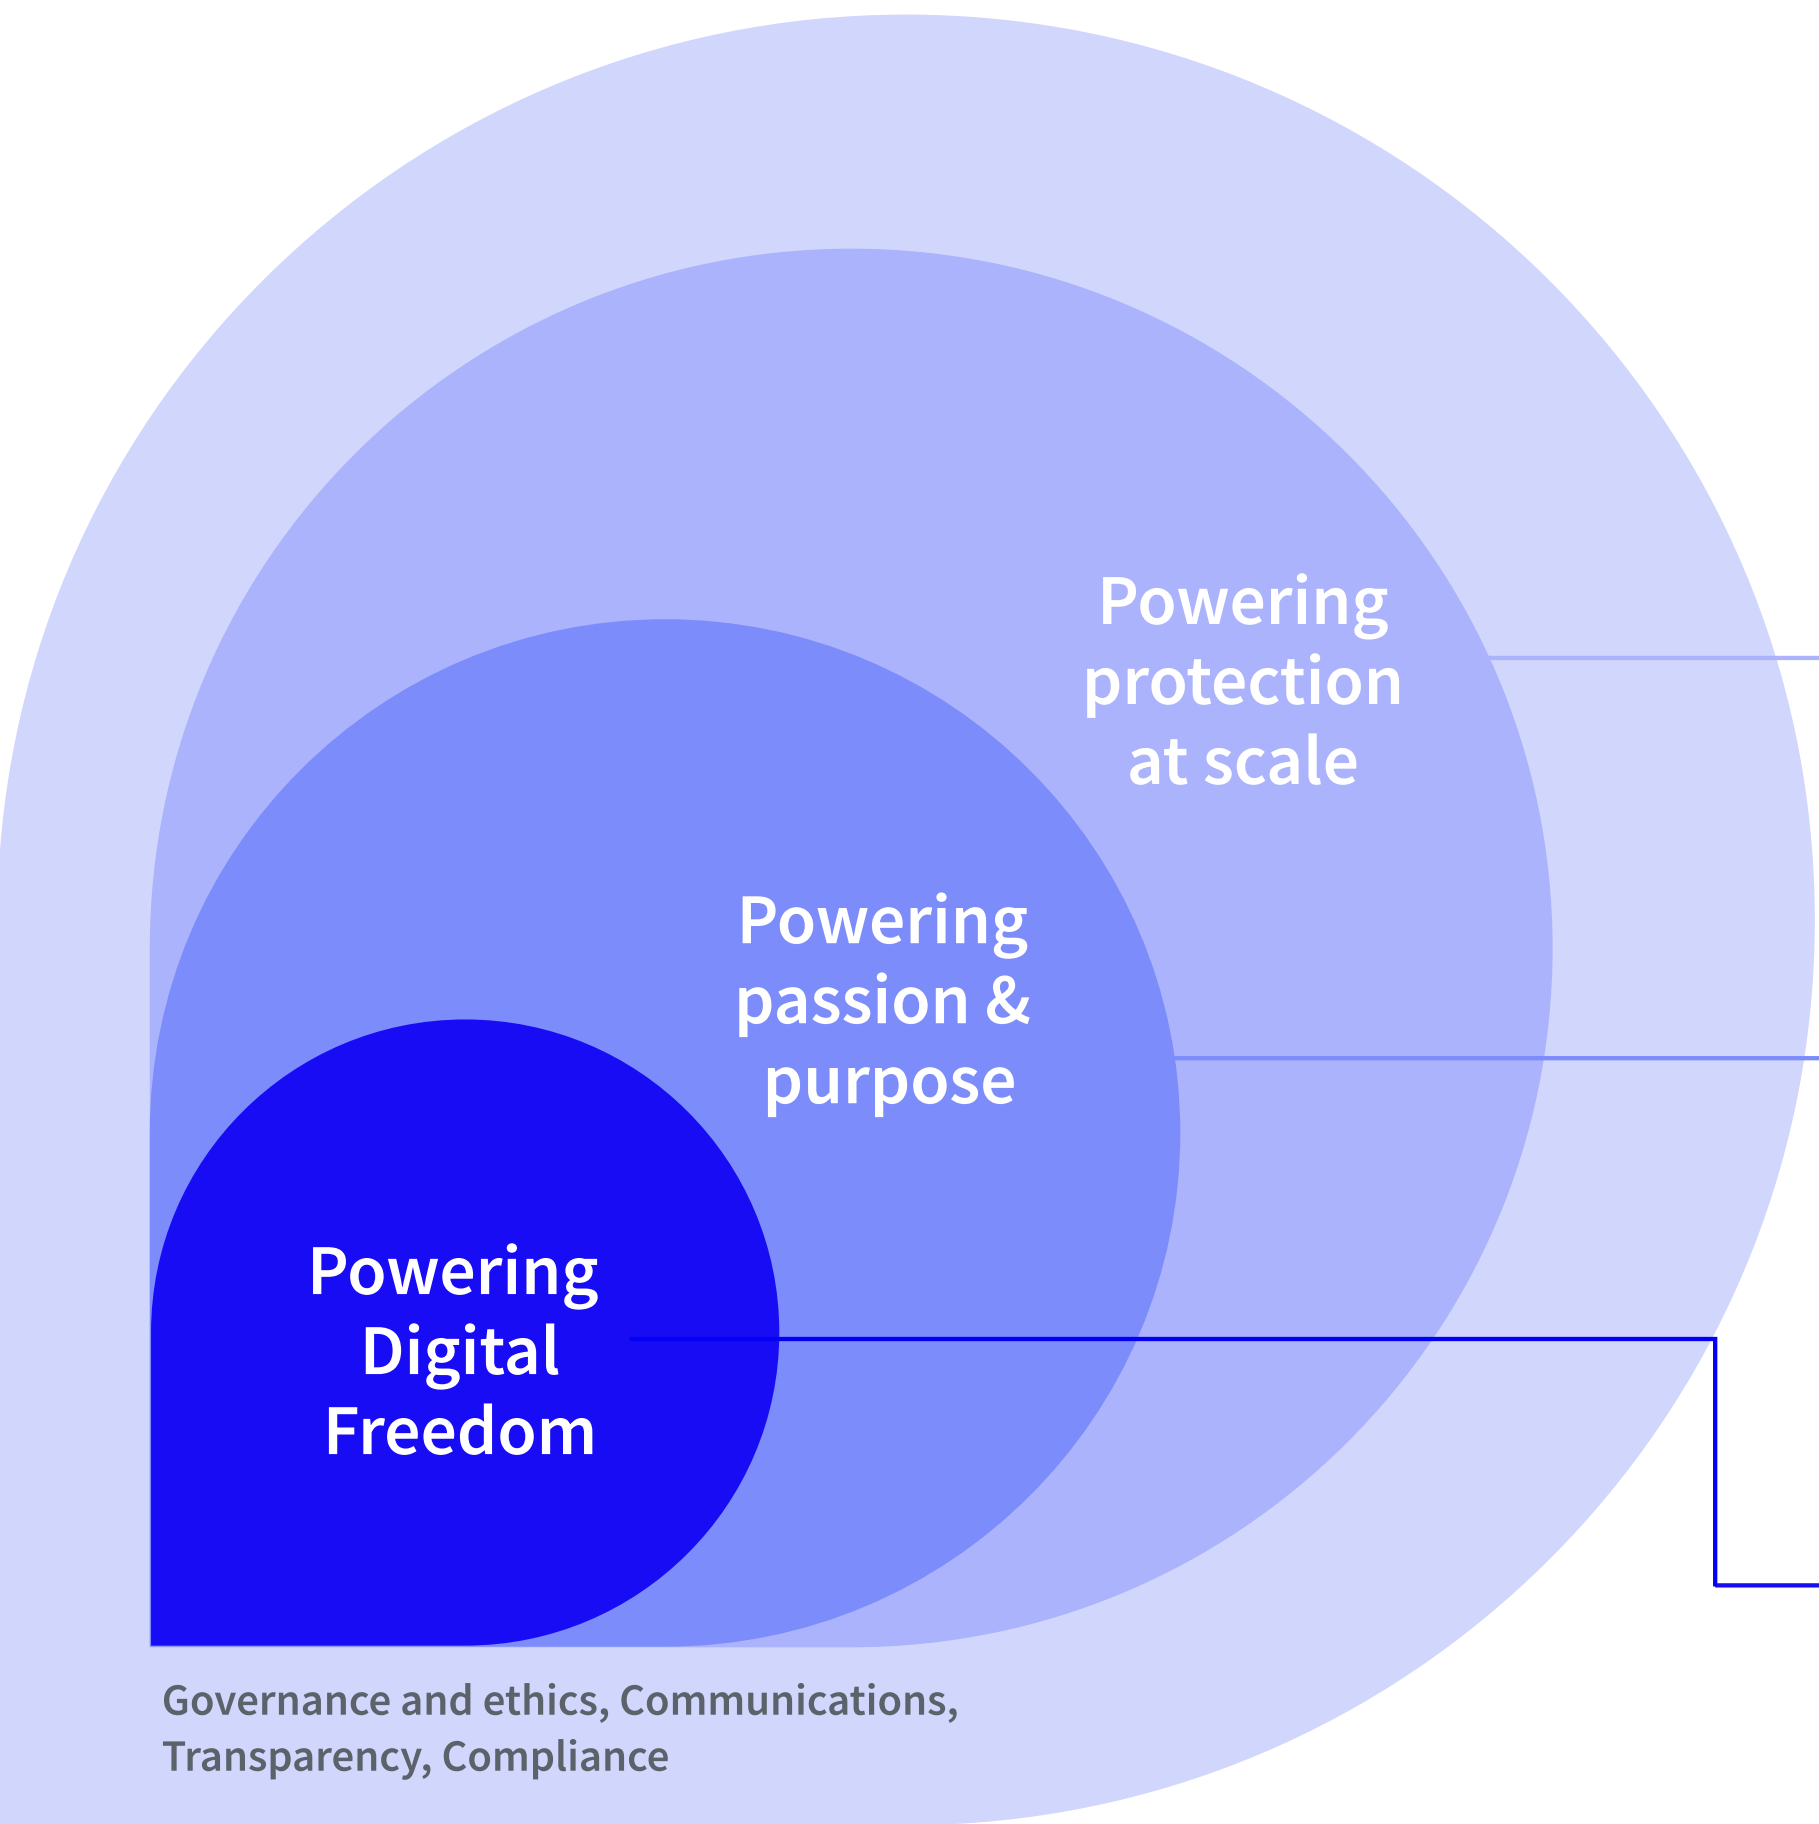 Powering
protection
at scale
Powering
passion &
purpose
Powering
Digital
Freedom
Governance and ethics, Communications,
Transparency, Compliance